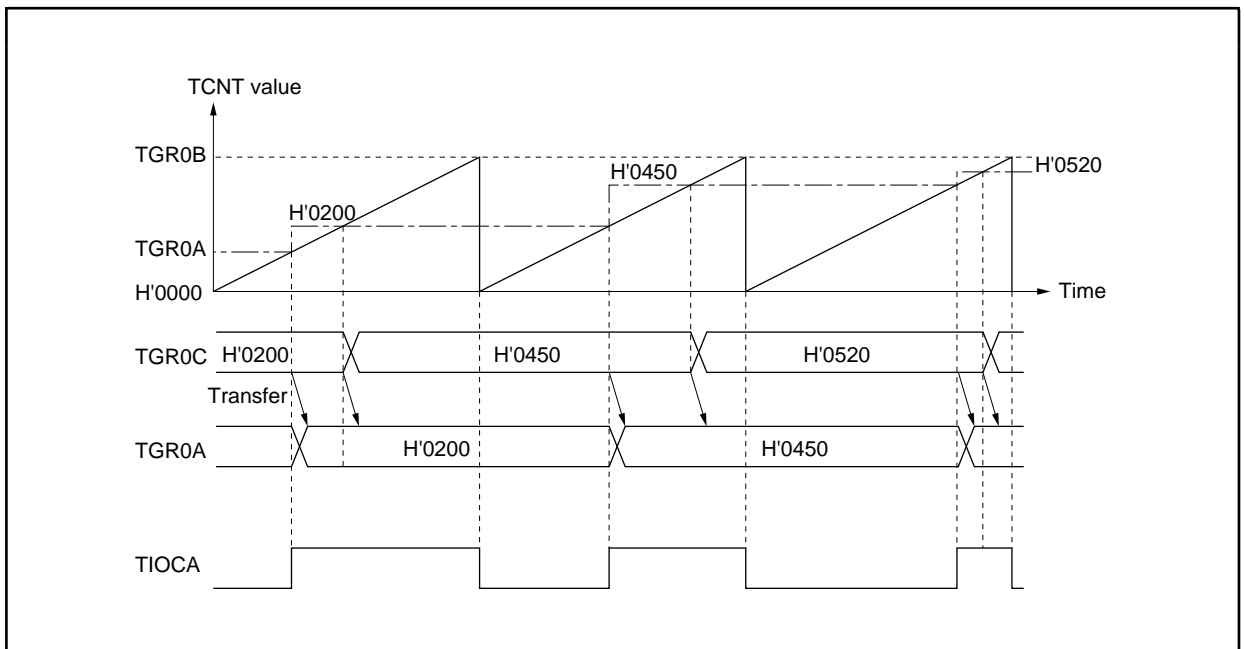 TCNT value
TGR0B
H'0450
H'0520
H'0200
TGR0A
H'0000
Time
TGR0C H'0200 H'0450 H'0520
Transfer
TGR0A H'0200 H'0450
TIOCA